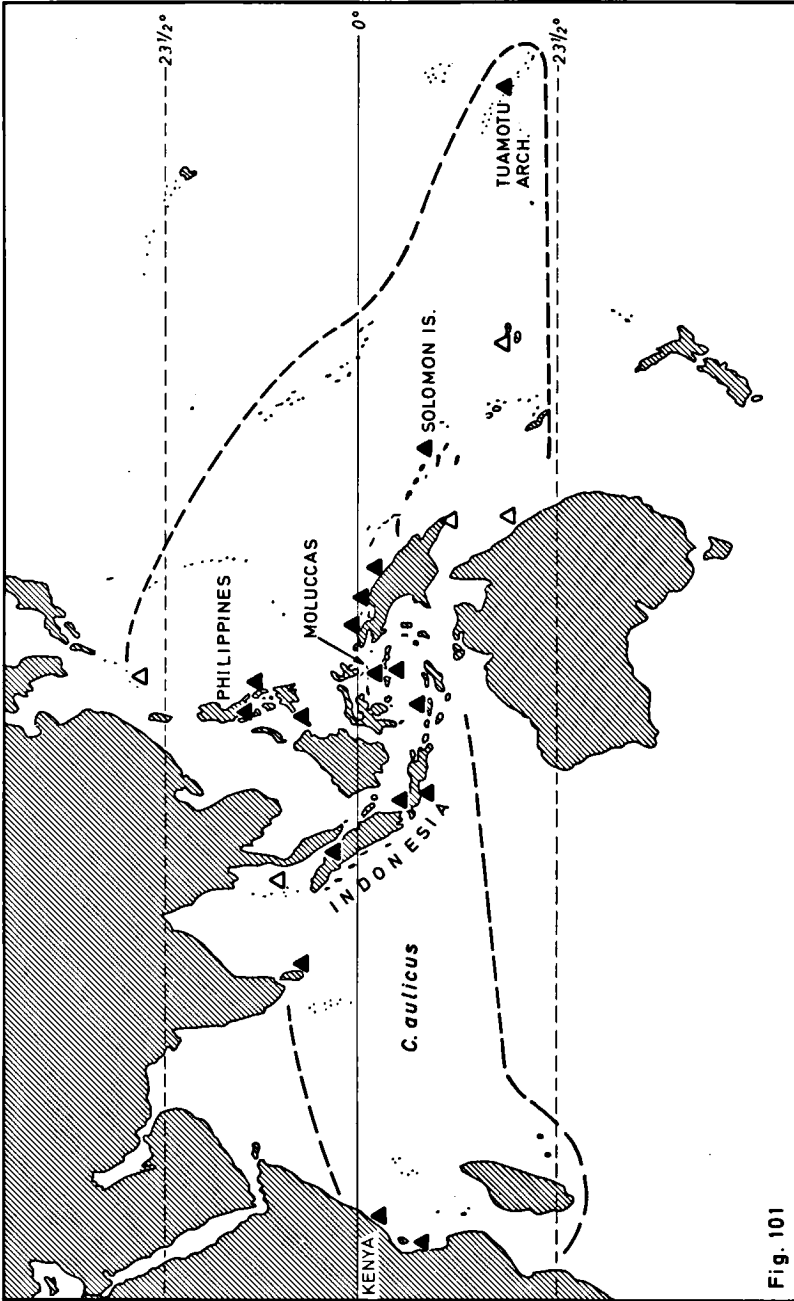 23½°
0°
23½°
PHILIPPINES
MOLUCCAS
SOLOMON IS.
TUAMOTU
ARCH.
INDONESIA
C. aulicus
KENYA
Fig. 101